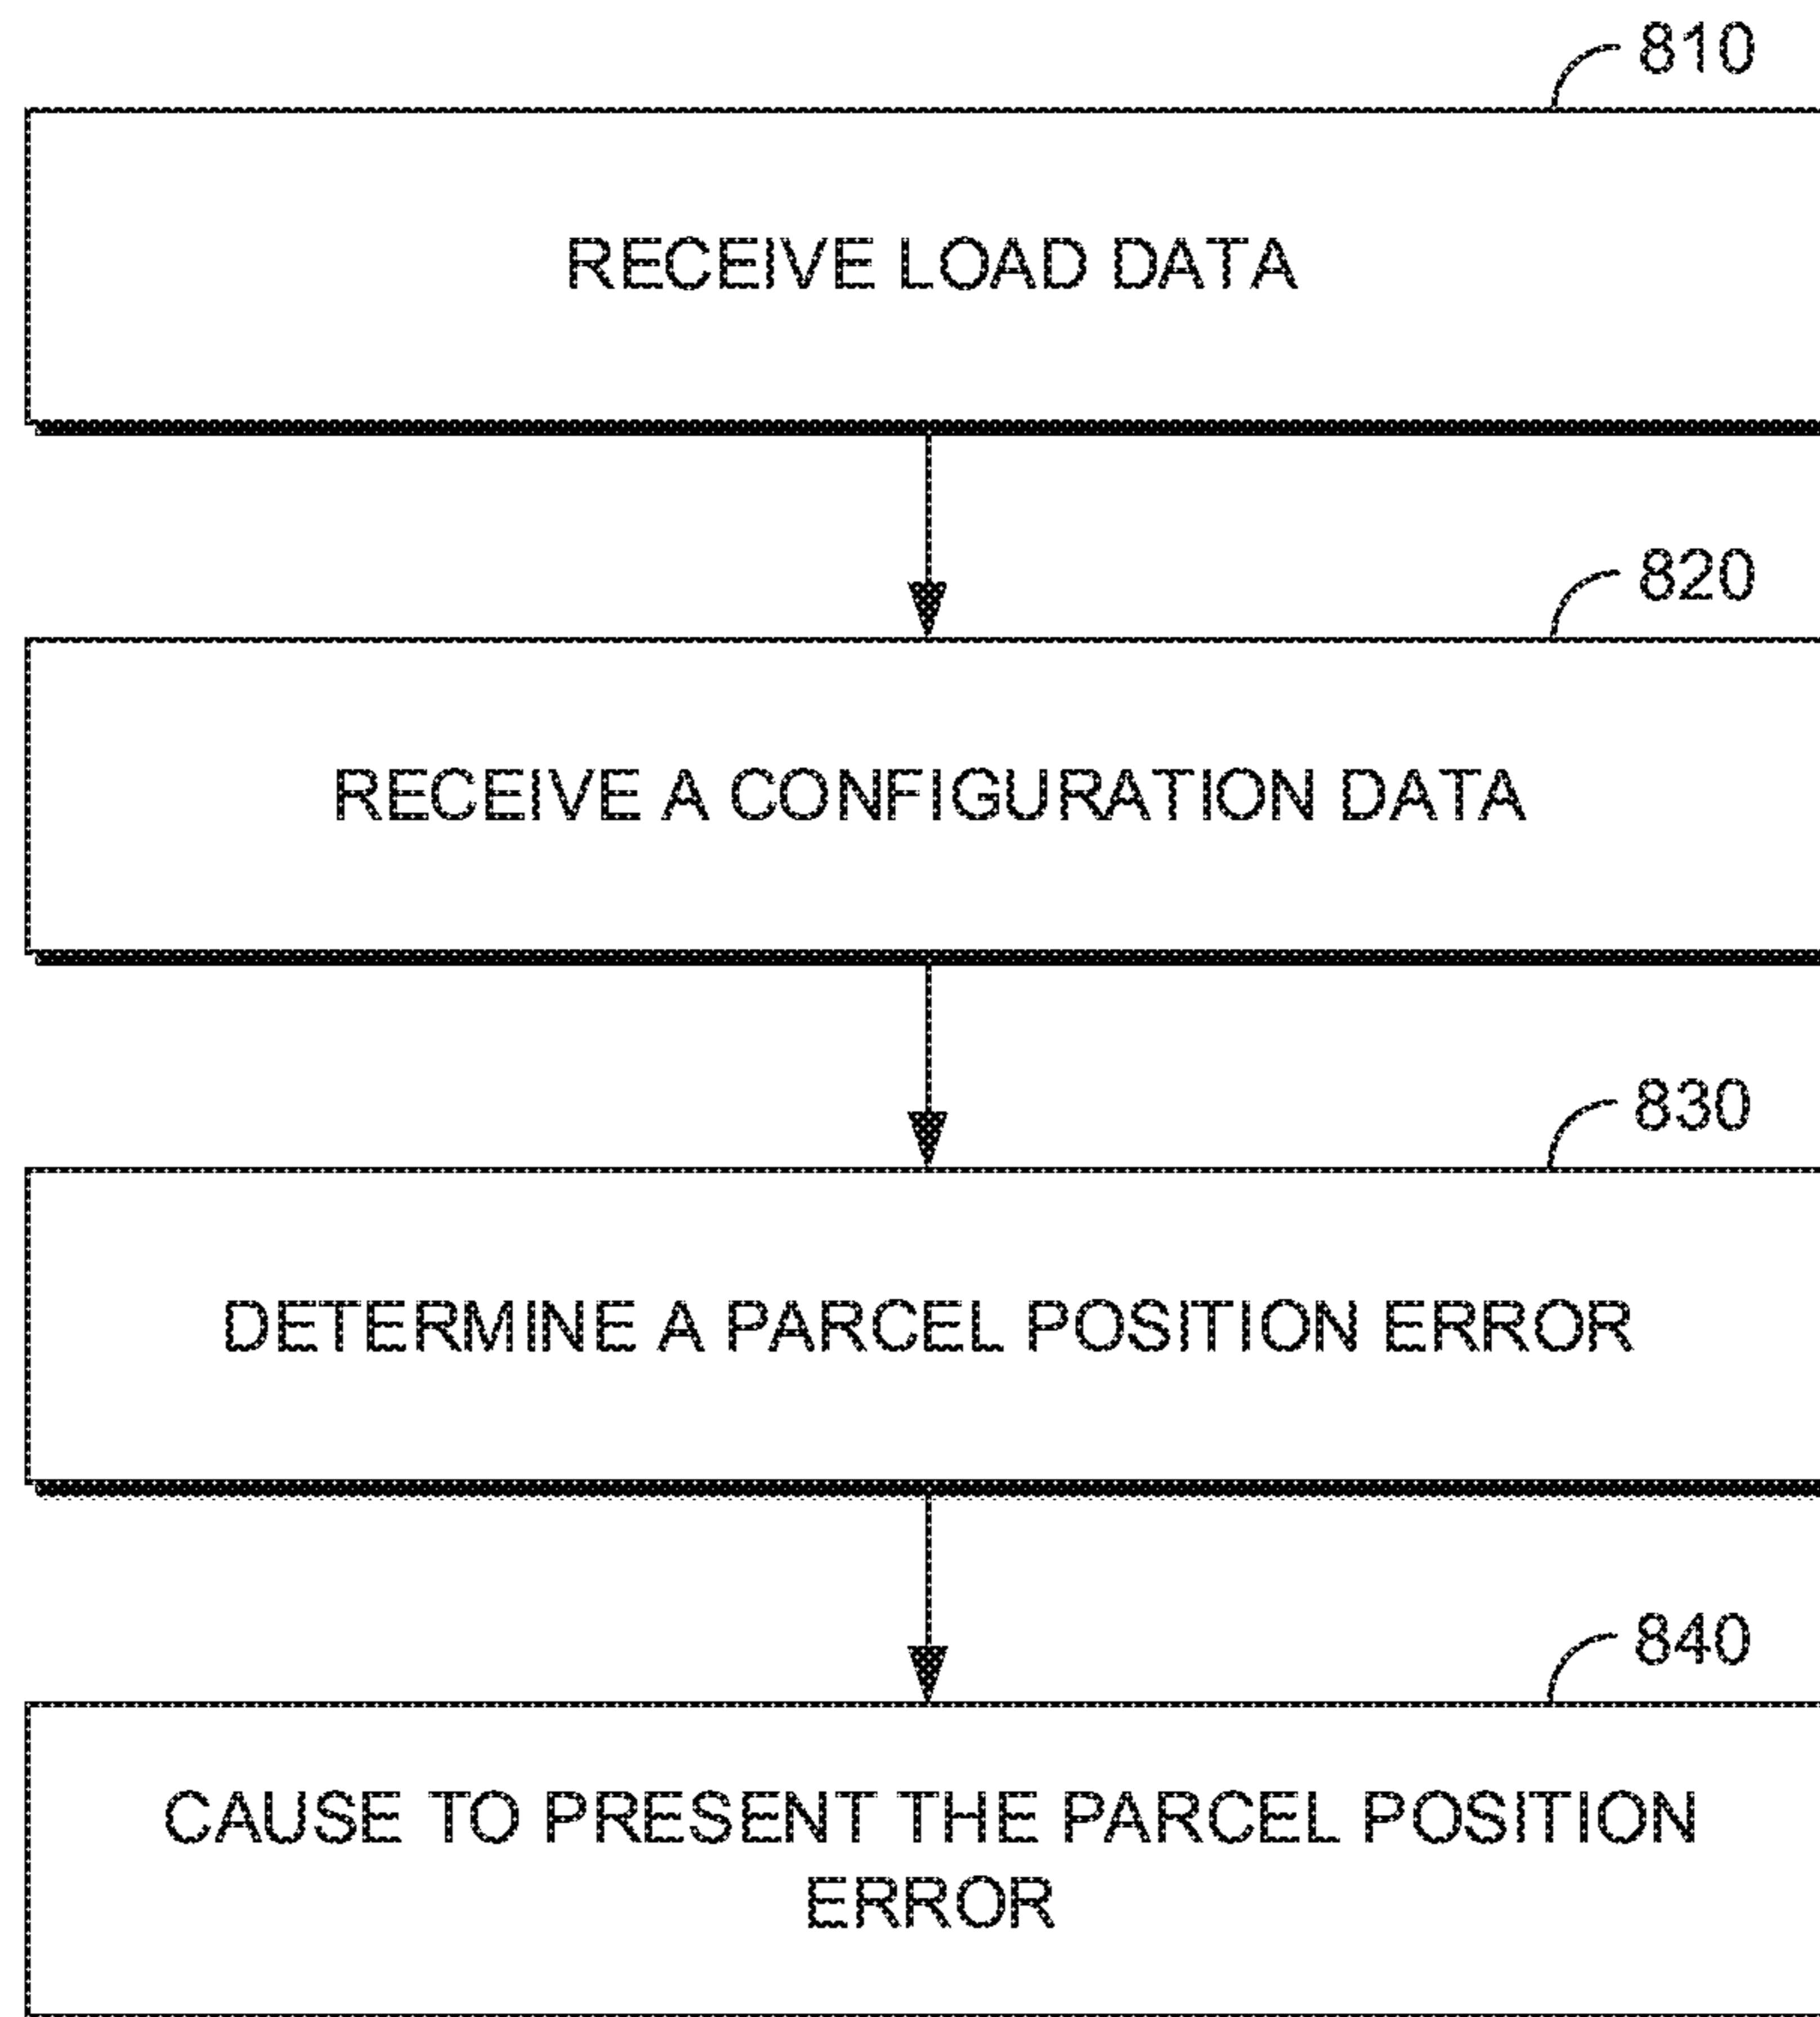 810
RECEIVE LOAD DATA
820
RECEIVE A CONFIGURATION DATA
830
DETERMINE A PARCEL POSITION ERROR
840
CAUSE TO PRESENT THE PARCEL POSITION
ERROR